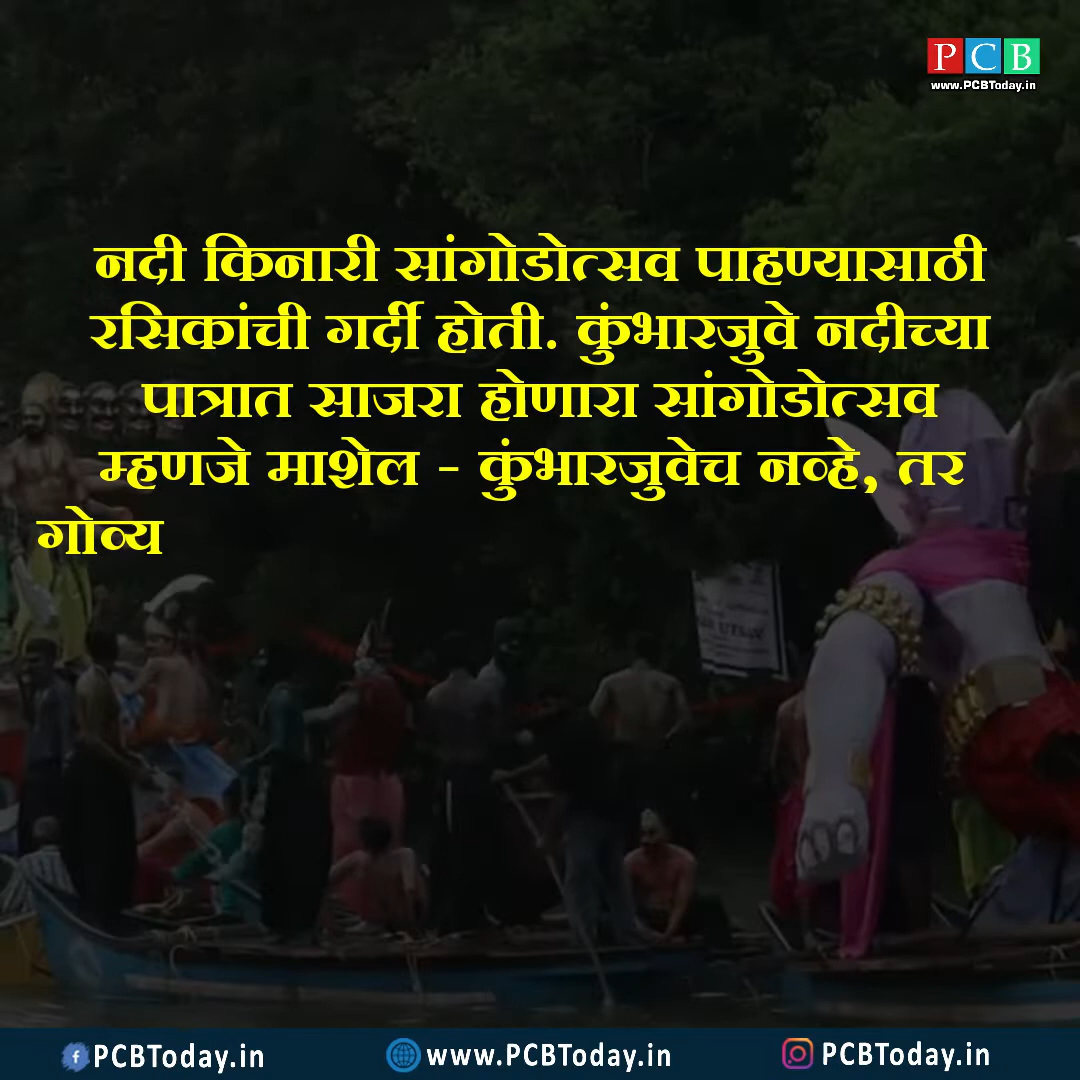 PCB
www.PCBToday.in
नदी किनारी सांगोडोत्सव पाहण्यासाठी
रसिकांची गर्दी होती. कुंभारजुवे नदीच्या
पात्रात साजरा होणारा सांगोडोत्सव
म्हणजे माशेल - कुंभारजुवेच नव्हे, तर
गोव्य
PCBToday.in
www.PCBToday.in
PCBToday.in